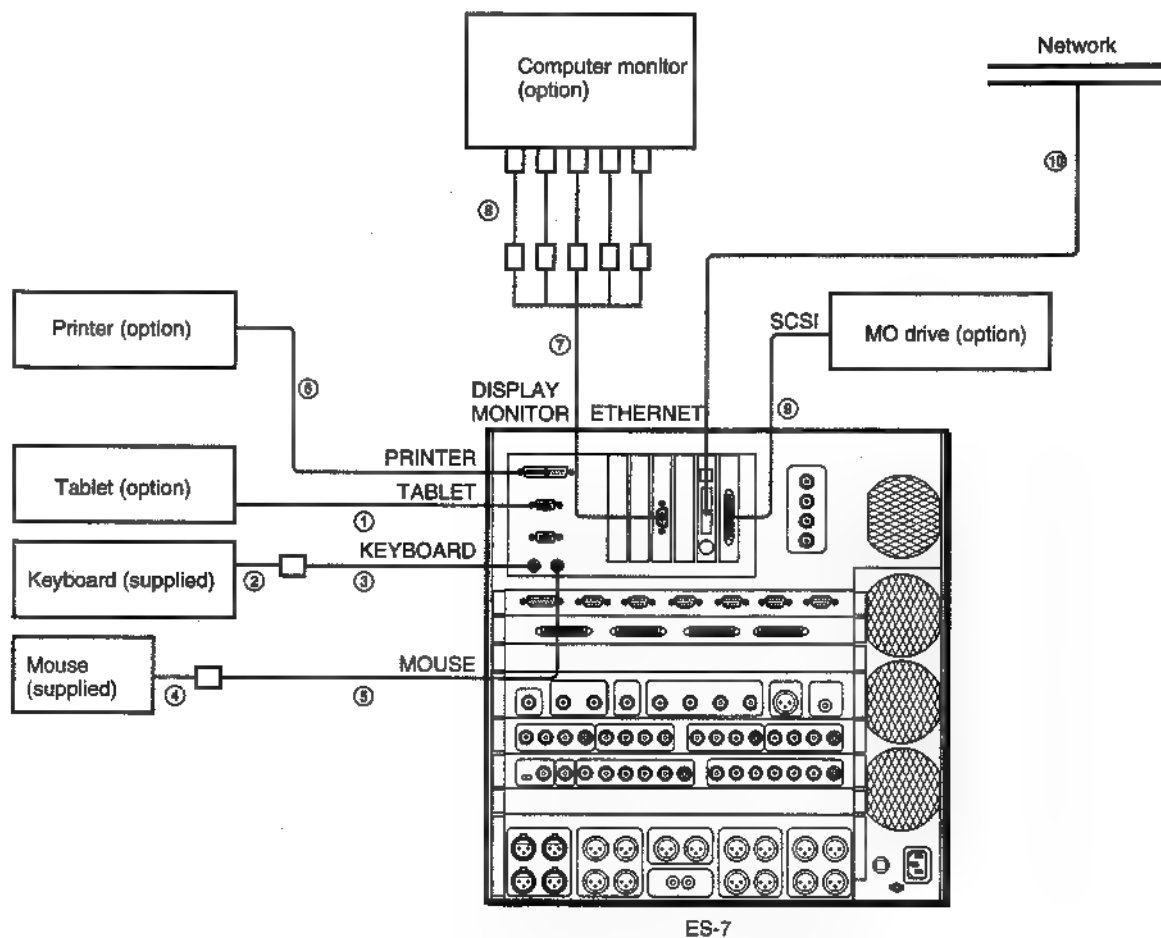 Computer monitor
(option)
Network
⑩
⑧
Printer (option)
SCSI
MO drive (option)
⑦
⑥
⑨
DISPLAY
MONITOR
ETHERNET
PRINTER
Tablet (option)
TABLET
①
KEYBOARD
Keyboard (supplied)
②
③
Mouse
(supplied)
MOUSE
④
⑤
ES-7